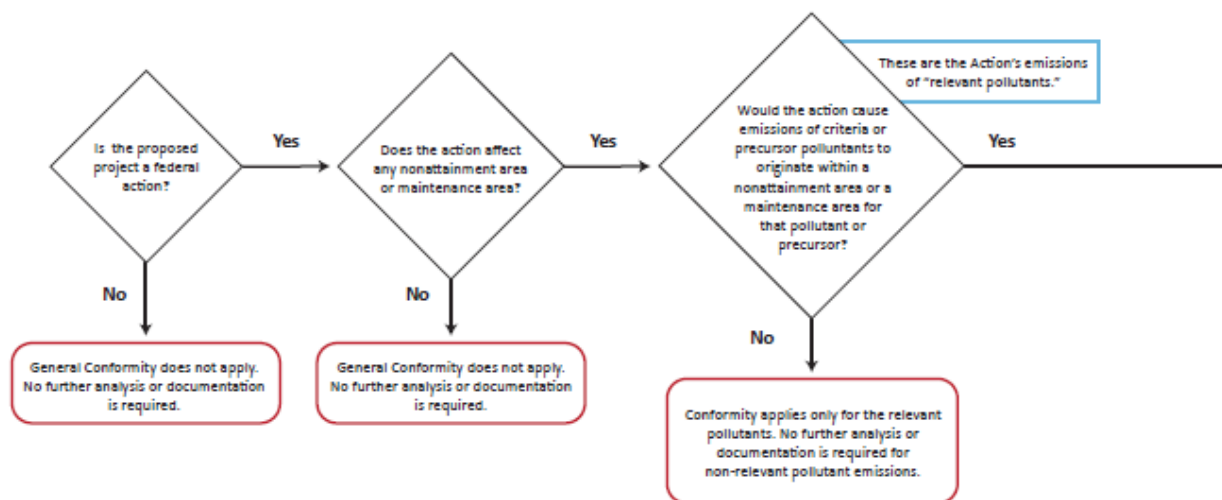 These are the Action's emissions
of "relevant pollutants."
Is the proposed
project a federal
action?
Yes
Does the action affect
any nonattainment area
or maintenance area?
Yes
Would the action cause
emissions of criteria or
precursor polluntants to
originate within a
nonattainment area or a
maintenance area for
that pollutant or
precursor?
Yes
No
No
No
General Conformity does not apply.
No further analysis or documentation
is required.
General Conformity does not apply.
No further analysis or documentation
is required.
Conformity applies only for the relevant
pollutants. No further analysis or
documentation is required for
non-relevant pollutant emissions.